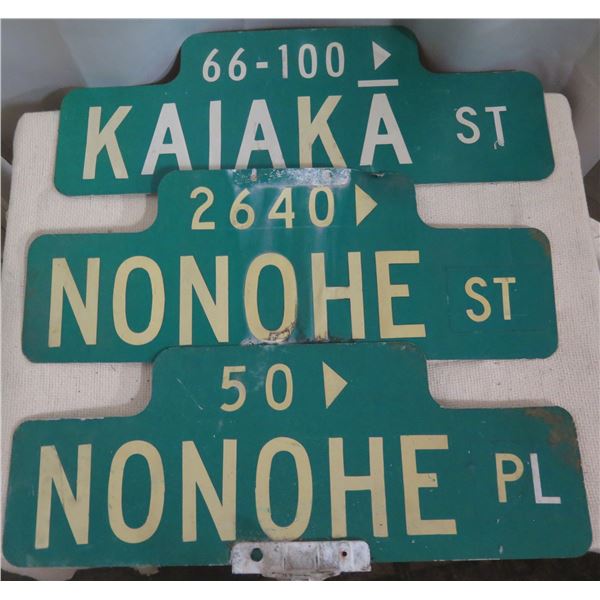 66-100 ▶
KAIAKĀ ST
2640 ▶
NONOHE ST
50 ▶
NONOHE PL